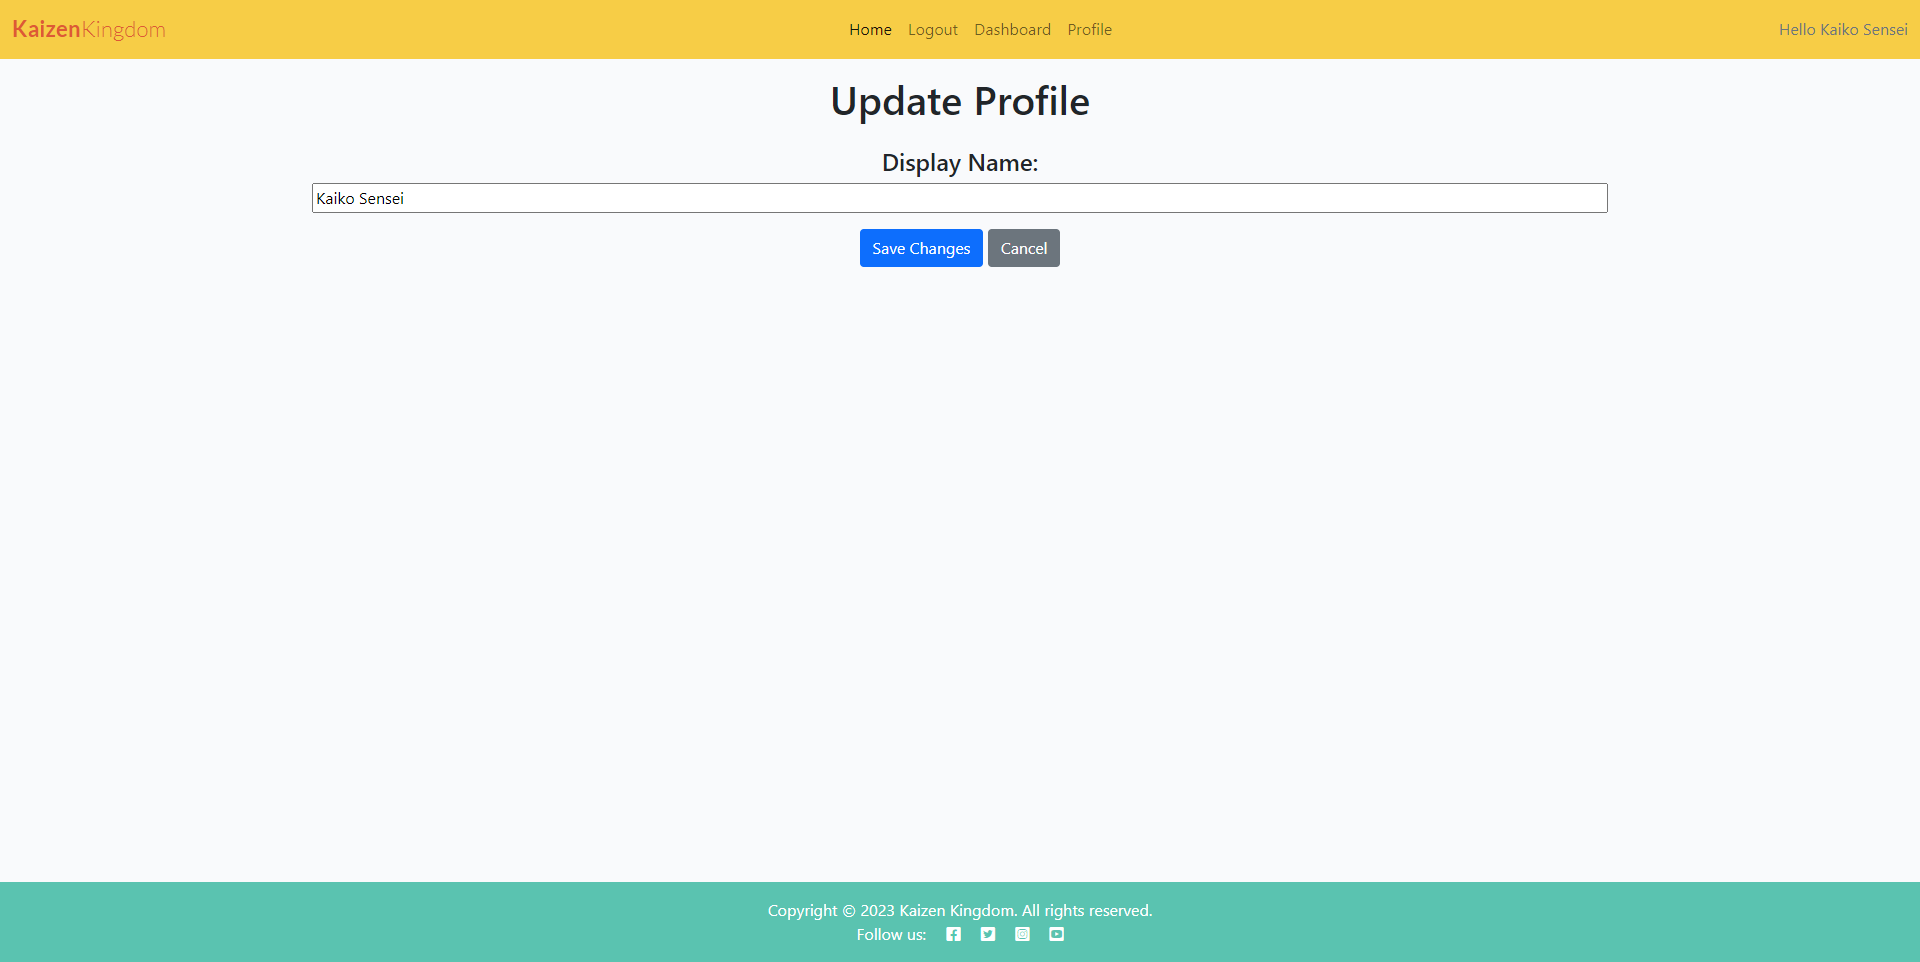 KaizenKingdom
Home Logout Dashboard Profile
Hello Kaiko Sensei
Update Profile
Display Name:
Kaiko Sensei
Save Changes Cancel
Copyright © 2023 Kaizen Kingdom. All rights reserved.
Follow us: